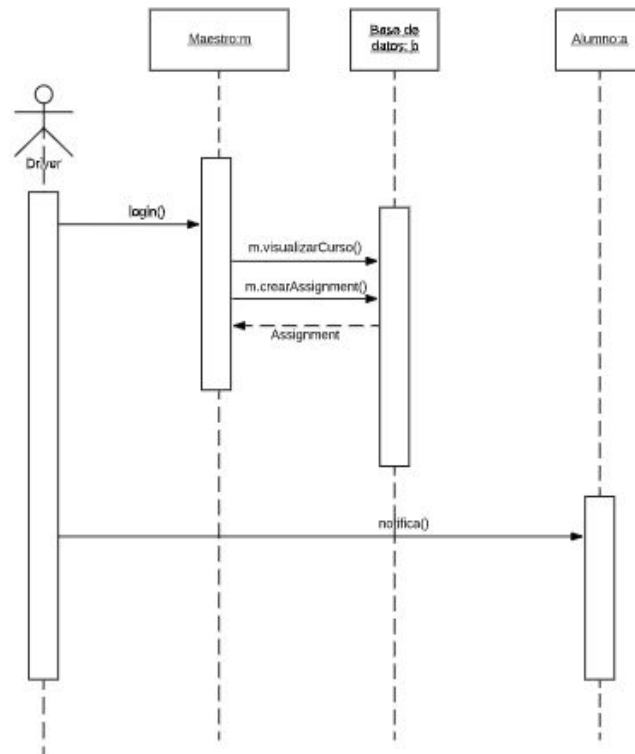 Maestro:m
Base de
datos: b
Alumno:a
Driver
login()
m.visualizarCurso()
m.crearAssignment()
Assignment
notifica()